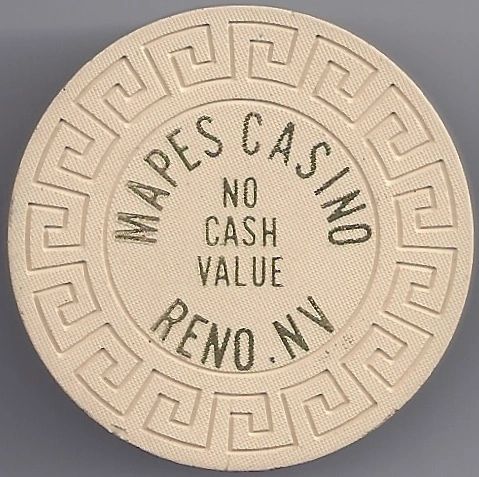 MAPES CASINO
NO
CASH
VALUE
RENO. NV